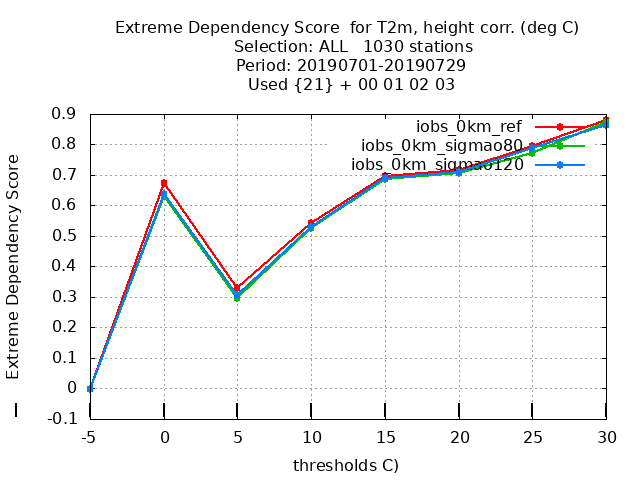 Extreme Dependency Score  for T2m, height corr. (deg C)
Selection: ALL   1030 stations
Period: 20190701-20190729
Used {21} + 00 01 02 03
iobs_0km_ref
iobs_0km_sigmao80
iobs_0km_sigmao120
Extreme Dependency Score
0.9
0.8
0.7
0.6
0.5
0.4
0.3
0.2
0.1
0
-0.1
-5 0 5 10 15 20 25 30
thresholds C)